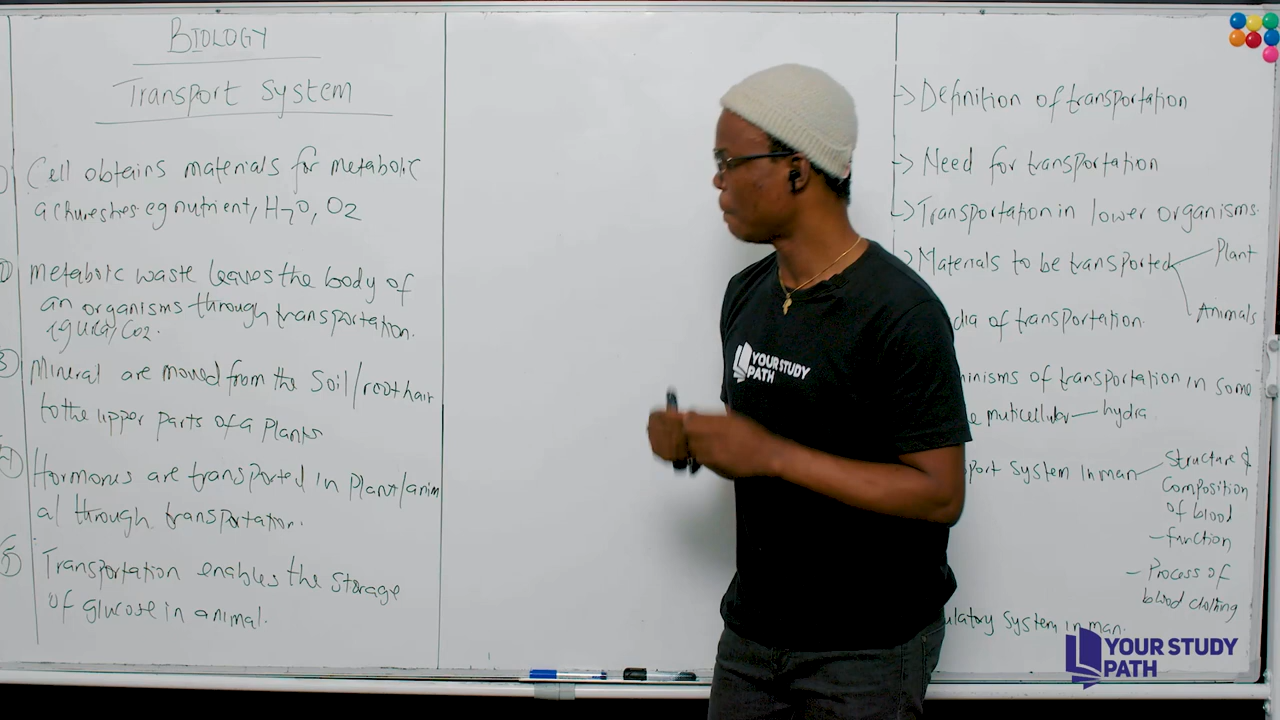 BIOLOGY
Transport System
Cell obtains materials for metabolic
eg nutrient, H2O, O2
metabolic waste leaves the body of
an organisms through transportation.
CO2.
③ Mineral are moved from the Soil/root hair
to the upper parts of a Plants
Hormones are transported in Plant/anim
al through transportation.
⑤ Transportation enables the storage
of glucose in animal.
-> Definition of transportation
-> Need for transportation
-> Transportation in lower organisms.
Materials to be transported
Plant
Animals
dia of transportation.
of transportation in some
muticellular — hydra
port System in man
Structure &
Composition
of blood
- function
- Process of
blood clotting
ulatory System in man.
YOUR STUDY
PATH
YOUR STUDY
PATH